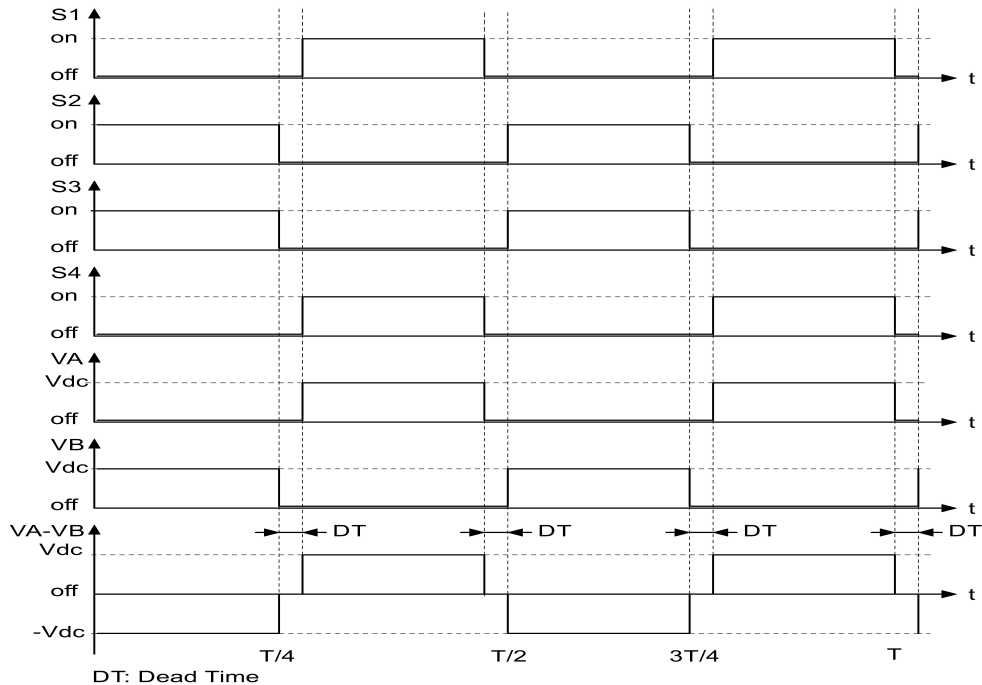 S1
on
off
t
S2
on
off
t
S3
on
off
t
S4
on
off
t
VA
Vdc
off
t
VB
Vdc
off
t
VA-VB
DT
DT
DT
DT
Vdc
off
t
-Vdc
T/4
T/2
3T/4
T
DT: Dead Time